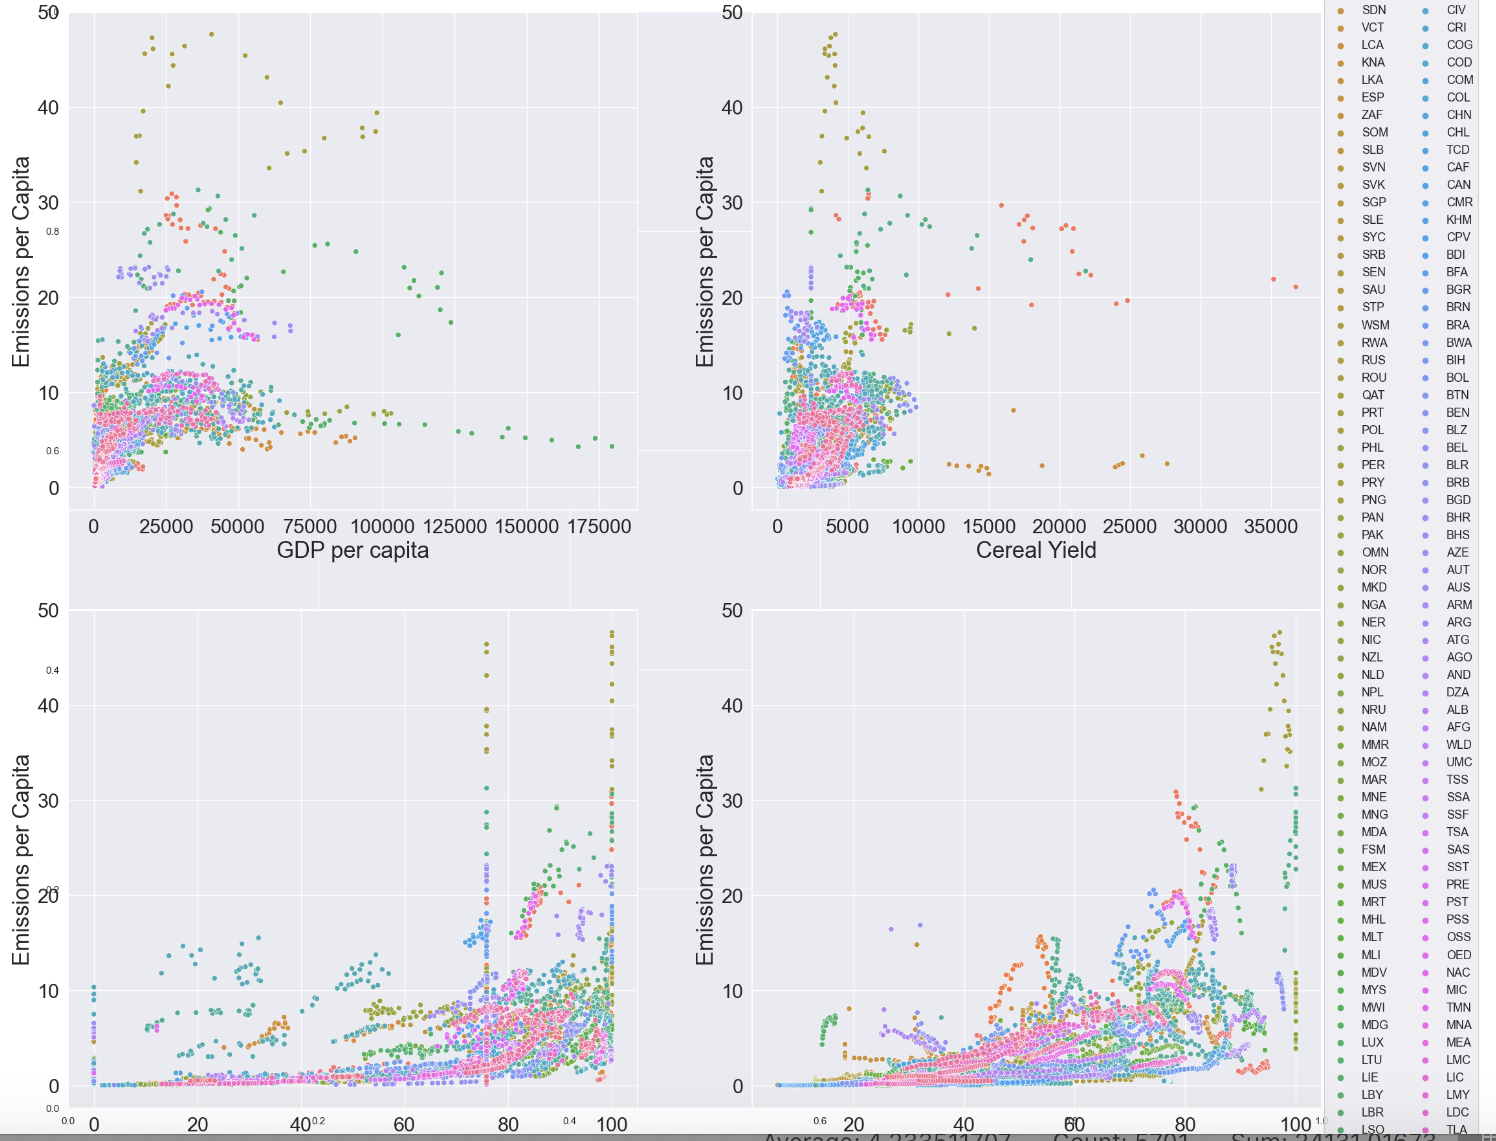 50
40
30
20
10
0
Emissions per Capita
0.8
0.6
0 25000 50000 75000 100000 125000 150000 175000
GDP per capita
50
40
30
20
10
0
Emissions per Capita
0 5000 10000 15000 20000 25000 30000 35000
Cereal Yield
50
40
30
20
10
0
Emissions per Capita
0.4
0.0
0.0 0 20 40 0.2 60 80 0.4 100
50
40
30
20
10
0
Emissions per Capita
0.6 20 40 60 80 100 1.0
SDN CIV
VCT CRI
LCA COG
KNA COD
LKA COM
ESP COL
ZAF CHN
SOM CHL
SLB TCD
SVN CAF
SVK CAN
SGP CMR
SLE KHM
SYC CPV
SRB BDI
SEN BFA
SAU BGR
STP BRN
WSM BRA
RWA BWA
RUS BIH
ROU BOL
QAT BTN
PRT BEN
POL BLZ
PHL BEL
PER BLR
PRY BRB
PNG BGD
PAN BHR
PAK BHS
OMN AZE
NOR AUT
MKD AUS
NGA ARM
NER ARG
NIC ATG
NZL AGO
NLD AND
NPL DZA
NRU ALB
NAM AFG
MMR WLD
MOZ UMC
MAR TSS
MNE SSA
MNG SSF
MDA TSA
FSM SAS
MEX SST
MUS PRE
MRT PST
MHL PSS
MLT OSS
MLI OED
MDV NAC
MYS MIC
MWI TMN
MDG MNA
LUX MEA
LTU LMC
LIE LIC
LBY LMY
LBR LDC
LSO TLA